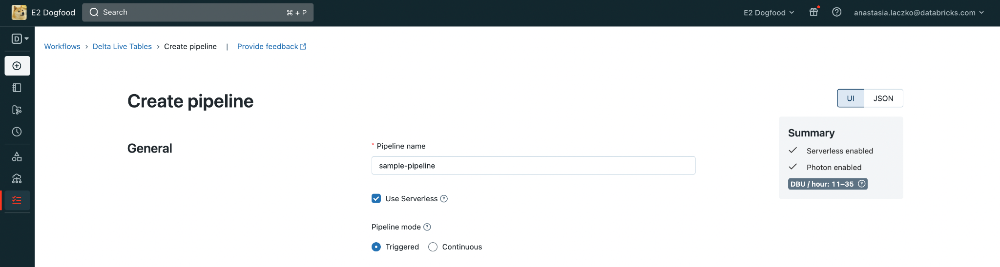 E2 Dogfood
Search ⌘ + P
E2 Dogfood
anastasia.laczko@databricks.com
D
Workflows > Delta Live Tables > Create pipeline | Provide feedback
Create pipeline
UI JSON
Summary
Serverless enabled
Photon enabled
DBU / hour: 11–35 ?
General
* Pipeline name
sample-pipeline
Use Serverless ?
Pipeline mode ?
Triggered Continuous